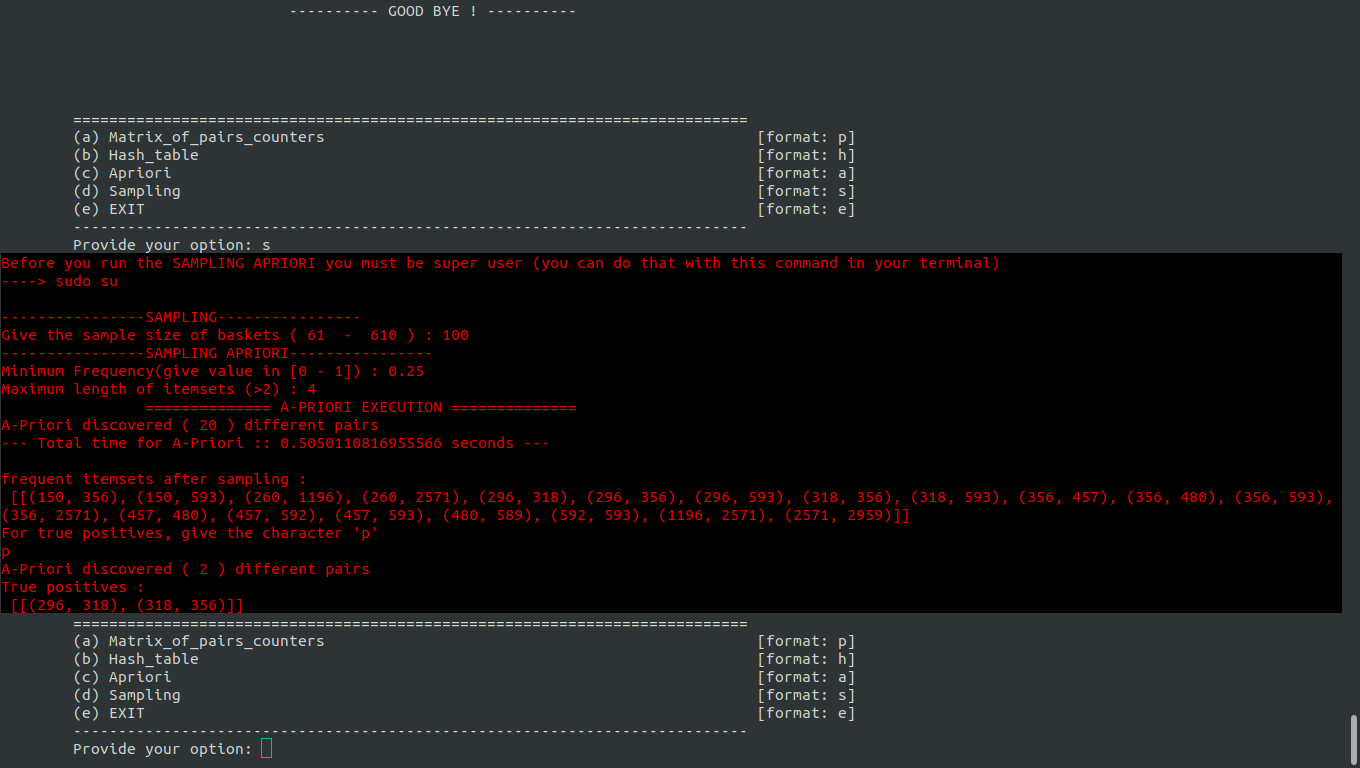 ---------- GOOD BYE ! ----------
===========================================================================
(a) Matrix_of_pairs_counters [format: p]
(b) Hash_table [format: h]
(c) Apriori [format: a]
(d) Sampling [format: s]
(e) EXIT [format: e]
---------------------------------------------------------------------------
Provide your option: s
Before you run the SAMPLING APRIORI you must be super user (you can do that with this command in your terminal)
----> sudo su
----------------SAMPLING----------------
Give the sample size of baskets ( 61  -  610 ) : 100
----------------SAMPLING APRIORI----------------
Minimum Frequency(give value in [0 - 1]) : 0.25
Maximum length of itemsets (>2) : 4
============== A-PRIORI EXECUTION ==============
A-Priori discovered ( 20 ) different pairs
--- Total time for A-Priori :: 0.5050110816955566 seconds ---
frequent itemsets after sampling :
[[(150, 356), (150, 593), (260, 1196), (260, 2571), (296, 318), (296, 356), (296, 593), (318, 356), (318, 593), (356, 457), (356, 480), (356, 593),
(356, 2571), (457, 480), (457, 592), (457, 593), (480, 589), (592, 593), (1196, 2571), (2571, 2959)]]
For true positives, give the character 'p'
p
A-Priori discovered ( 2 ) different pairs
True positives :
[[(296, 318), (318, 356)]]
===========================================================================
(a) Matrix_of_pairs_counters [format: p]
(b) Hash_table [format: h]
(c) Apriori [format: a]
(d) Sampling [format: s]
(e) EXIT [format: e]
---------------------------------------------------------------------------
Provide your option: